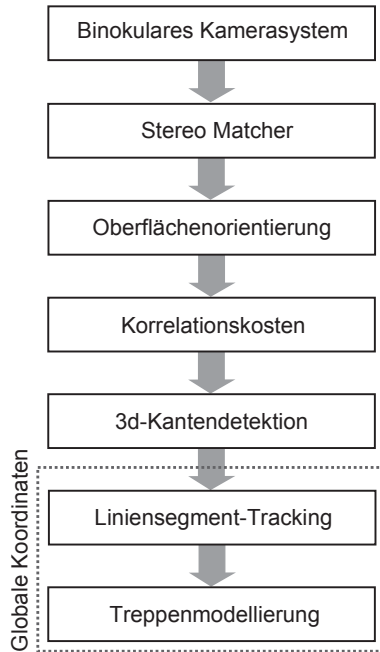 Binokulares Kamerasystem
Stereo Matcher
Oberflächenorientierung
Korrelationskosten
3d-Kantendetektion
Globale Koordinaten
Liniensegment-Tracking
Treppenmodellierung